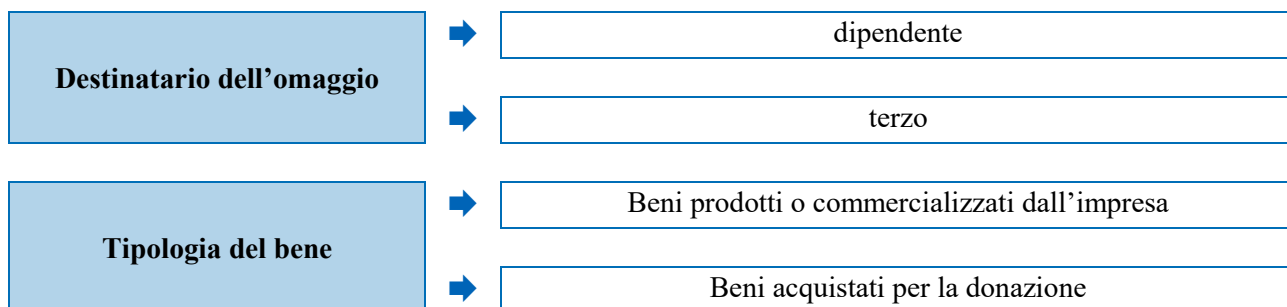 Destinatario dell’omaggio
dipendente
terzo
Tipologia del bene
Beni prodotti o commercializzati dall’impresa
Beni acquistati per la donazione